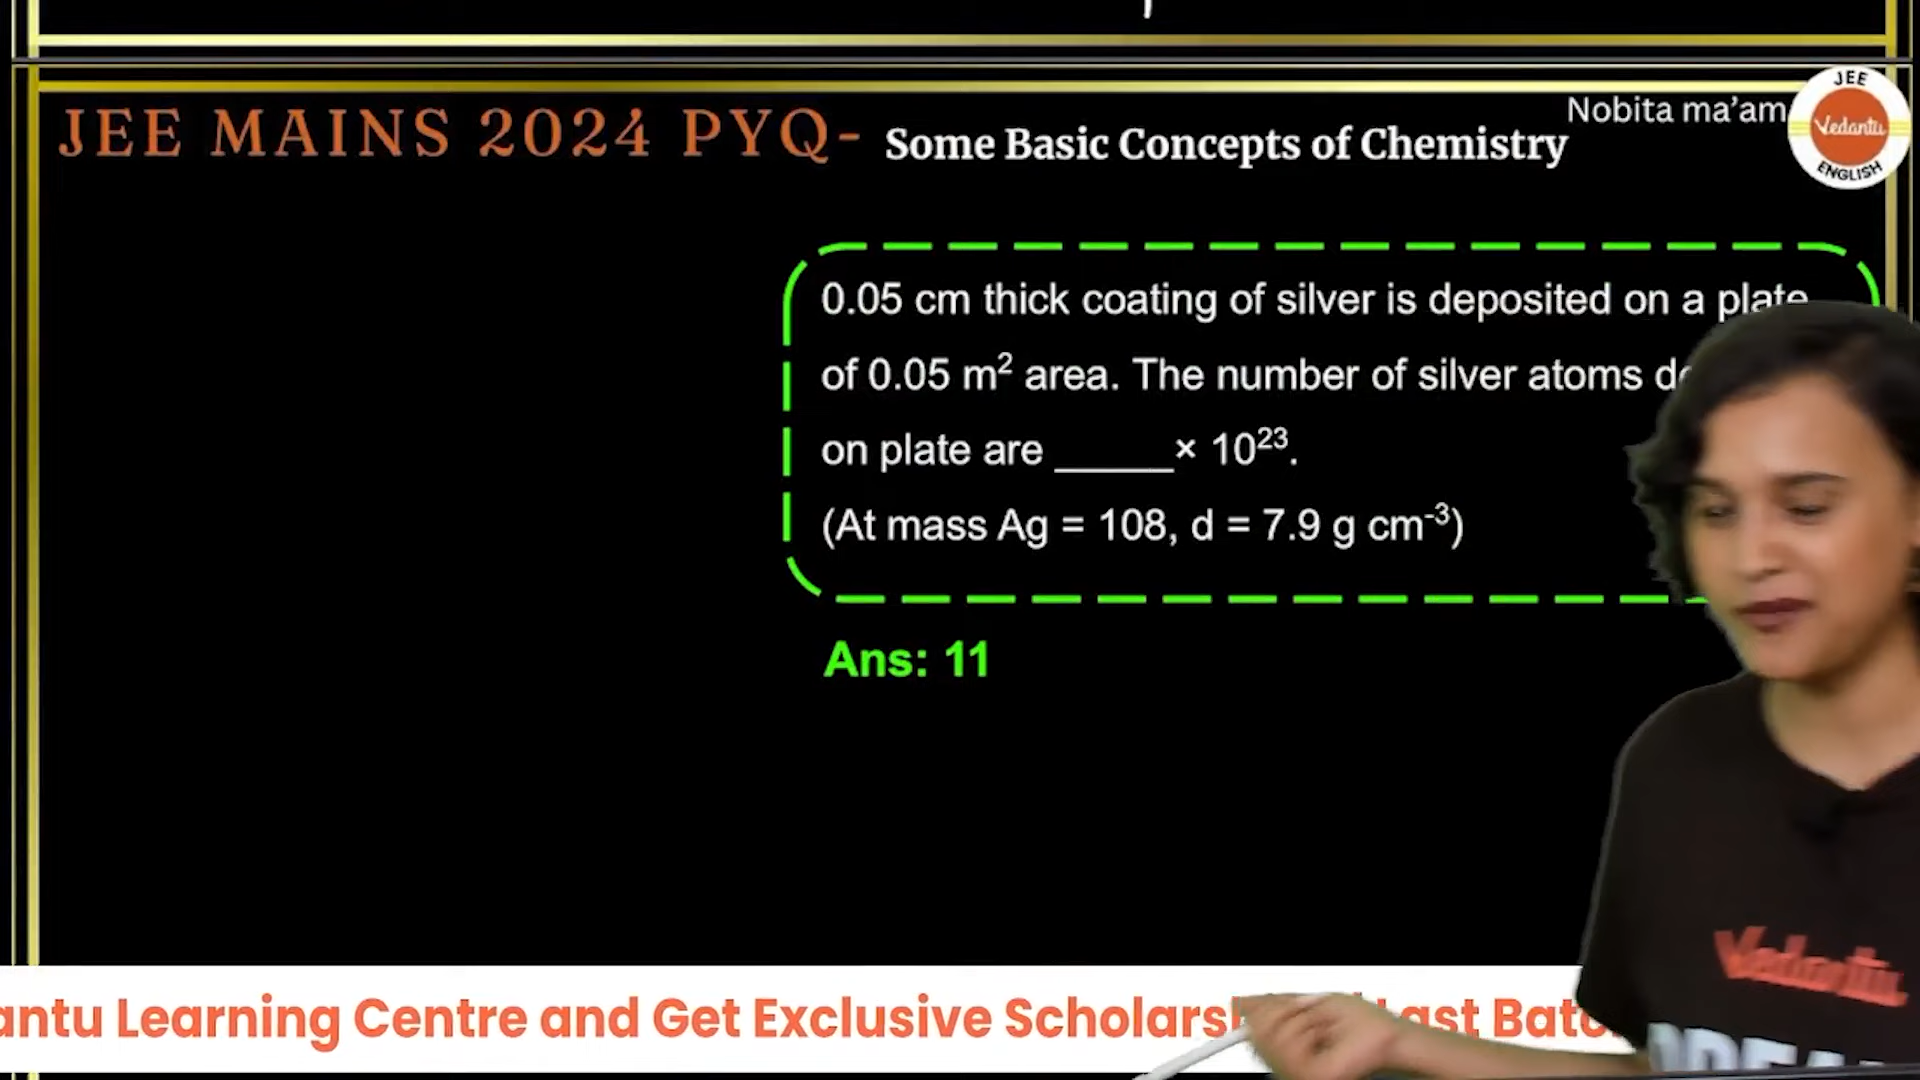 JEE MAINS 2024 PYQ- Some Basic Concepts of Chemistry
Nobita ma'am
JEE
Vedantu
ENGLISH
0.05 cm thick coating of silver is deposited on a plate
of 0.05 m² area. The number of silver atoms
on plate are _____× 10²³.
(At mass Ag = 108, d = 7.9 g cm⁻³)
Ans: 11
Vedantu
Learning Centre and Get Exclusive